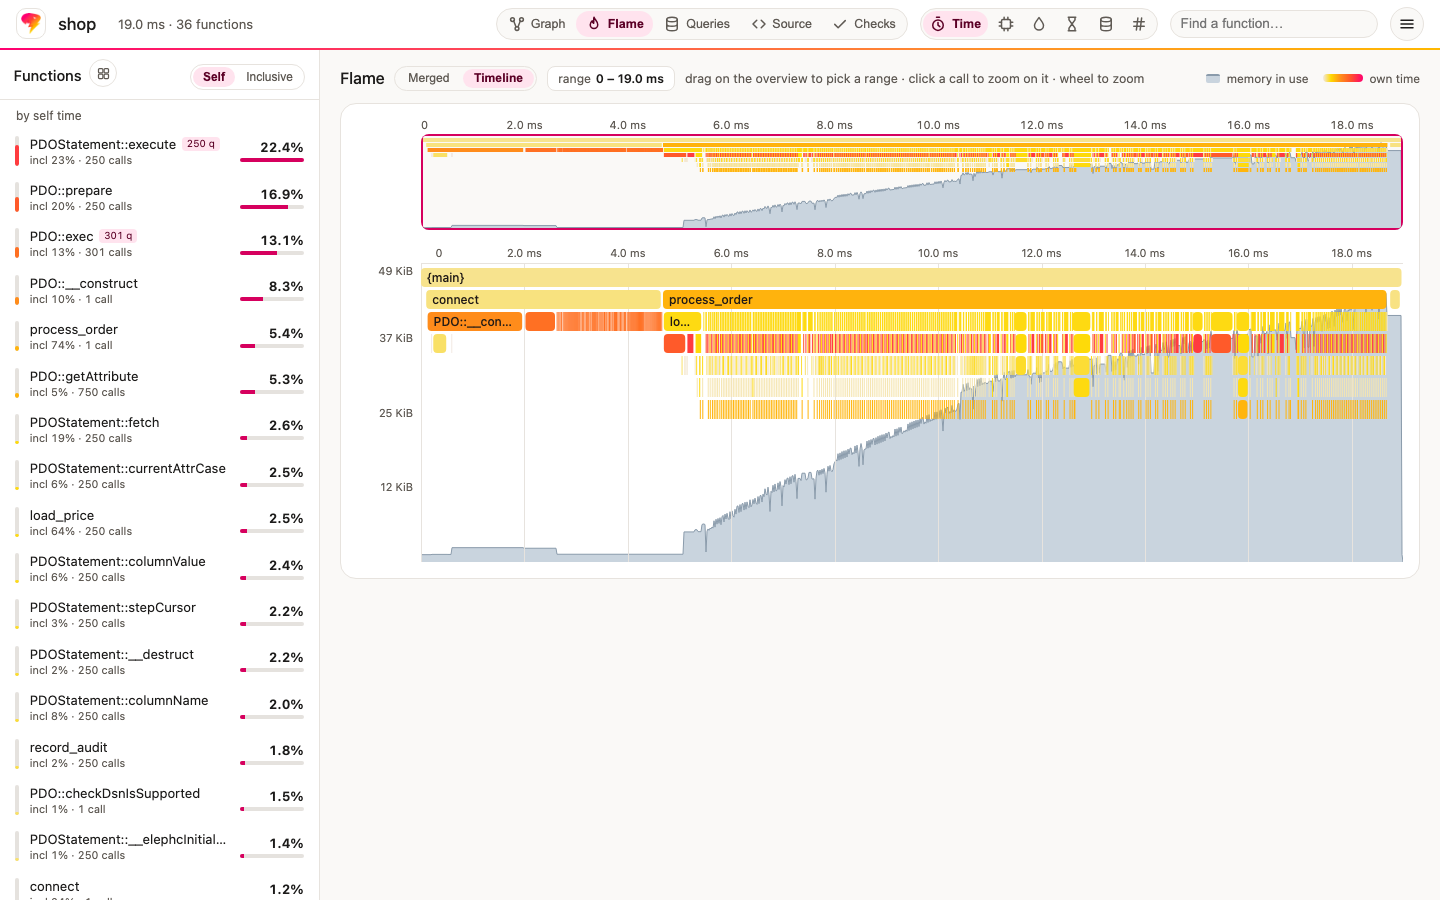 shop
19.0 ms · 36 functions
Graph
Flame
Queries
Source
Checks
Time
Find a function...
Functions
Self
Inclusive
by self time
PDOStatement::execute 250 q 22.4%
incl 23% · 250 calls
PDO::prepare 16.9%
incl 20% · 250 calls
PDO::exec 301 q 13.1%
incl 13% · 301 calls
PDO::__construct 8.3%
incl 10% · 1 call
process_order 5.4%
incl 74% · 1 call
PDO::getAttribute 5.3%
incl 5% · 750 calls
PDOStatement::fetch 2.6%
incl 19% · 250 calls
PDOStatement::currentAttrCase 2.5%
incl 6% · 250 calls
load_price 2.5%
incl 64% · 250 calls
PDOStatement::columnValue 2.4%
incl 6% · 250 calls
PDOStatement::stepCursor 2.2%
incl 3% · 250 calls
PDOStatement::__destruct 2.2%
incl 2% · 250 calls
PDOStatement::columnName 2.0%
incl 8% · 250 calls
record_audit 1.8%
incl 2% · 250 calls
PDO::checkDsnIsSupported 1.5%
incl 1% · 1 call
PDOStatement::__elephcInitial... 1.4%
incl 1% · 250 calls
connect 1.2%
Flame
Merged
Timeline
range 0 – 19.0 ms
drag on the overview to pick a range · click a call to zoom on it · wheel to zoom
memory in use
own time
0 2.0 ms 4.0 ms 6.0 ms 8.0 ms 10.0 ms 12.0 ms 14.0 ms 16.0 ms 18.0 ms
0 2.0 ms 4.0 ms 6.0 ms 8.0 ms 10.0 ms 12.0 ms 14.0 ms 16.0 ms 18.0 ms
49 KiB
{main}
connect
process_order
PDO::__con...
lo...
37 KiB
25 KiB
12 KiB